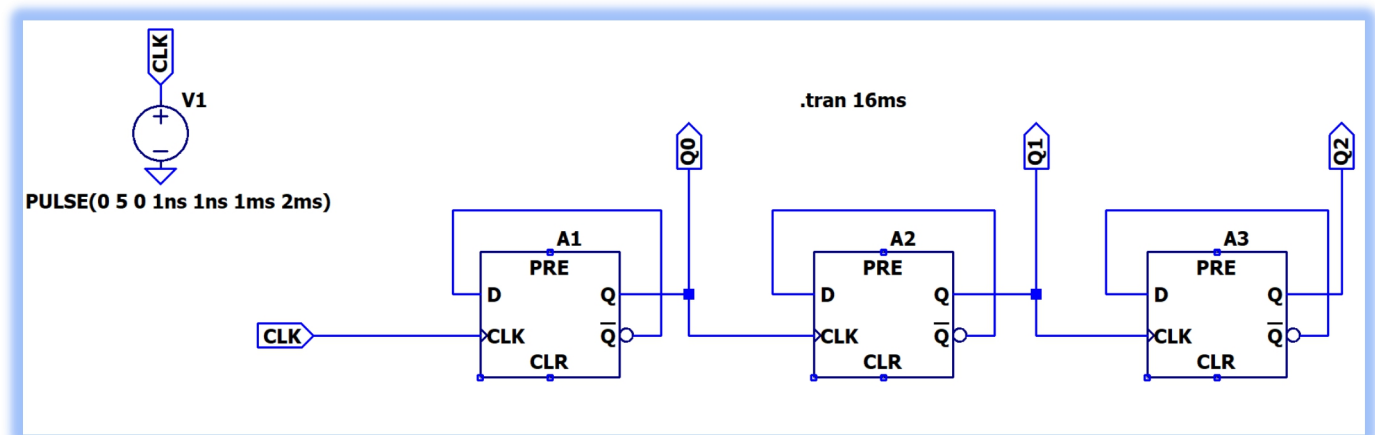 CLK
V1
.tran 16ms
PULSE(0 5 0 1ns 1ns 1ms 2ms)
Q0
Q1
Q2
A1
PRE
D
Q
CLK
CLK
Q̅
CLR
A2
PRE
D
Q
CLK
Q̅
CLR
A3
PRE
D
Q
CLK
Q̅
CLR